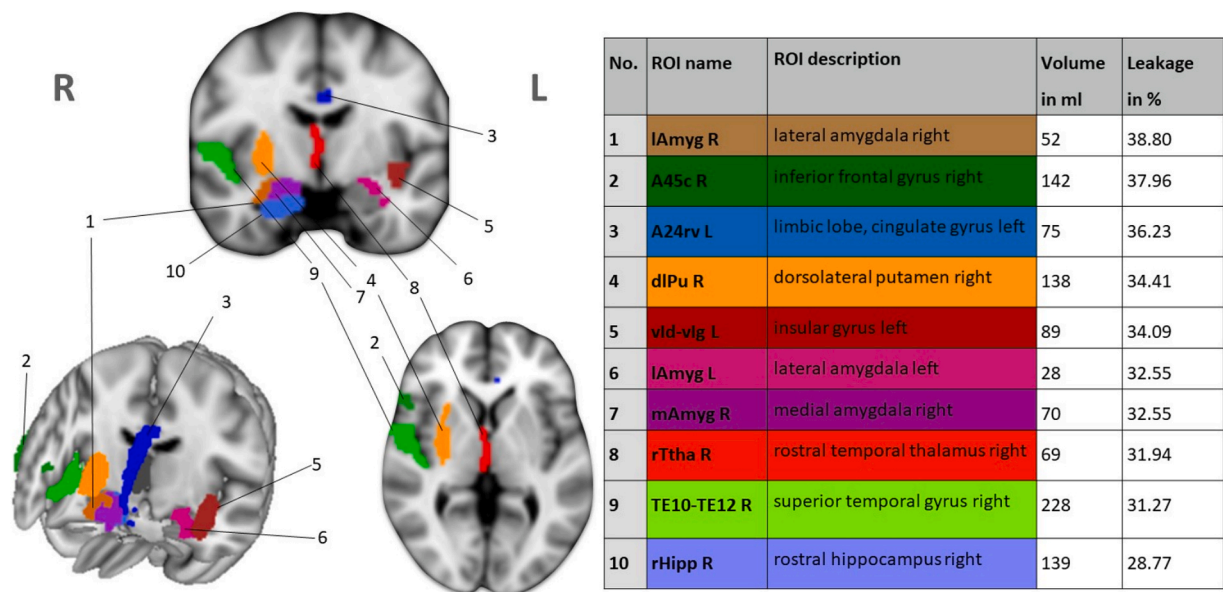 R
L
3
1
5
10
9
4
8
6
7
3
2
2
5
6
No. ROI name ROI description Volume in ml Leakage in %
1 lAmyg R lateral amygdala right 52 38.80
2 A45c R inferior frontal gyrus right 142 37.96
3 A24rv L limbic lobe, cingulate gyrus left 75 36.23
4 dlPu R dorsolateral putamen right 138 34.41
5 vId-vIg L insular gyrus left 89 34.09
6 lAmyg L lateral amygdala left 28 32.55
7 mAmyg R medial amygdala right 70 32.55
8 rTtha R rostral temporal thalamus right 69 31.94
9 TE10-TE12 R superior temporal gyrus right 228 31.27
10 rHipp R rostral hippocampus right 139 28.77